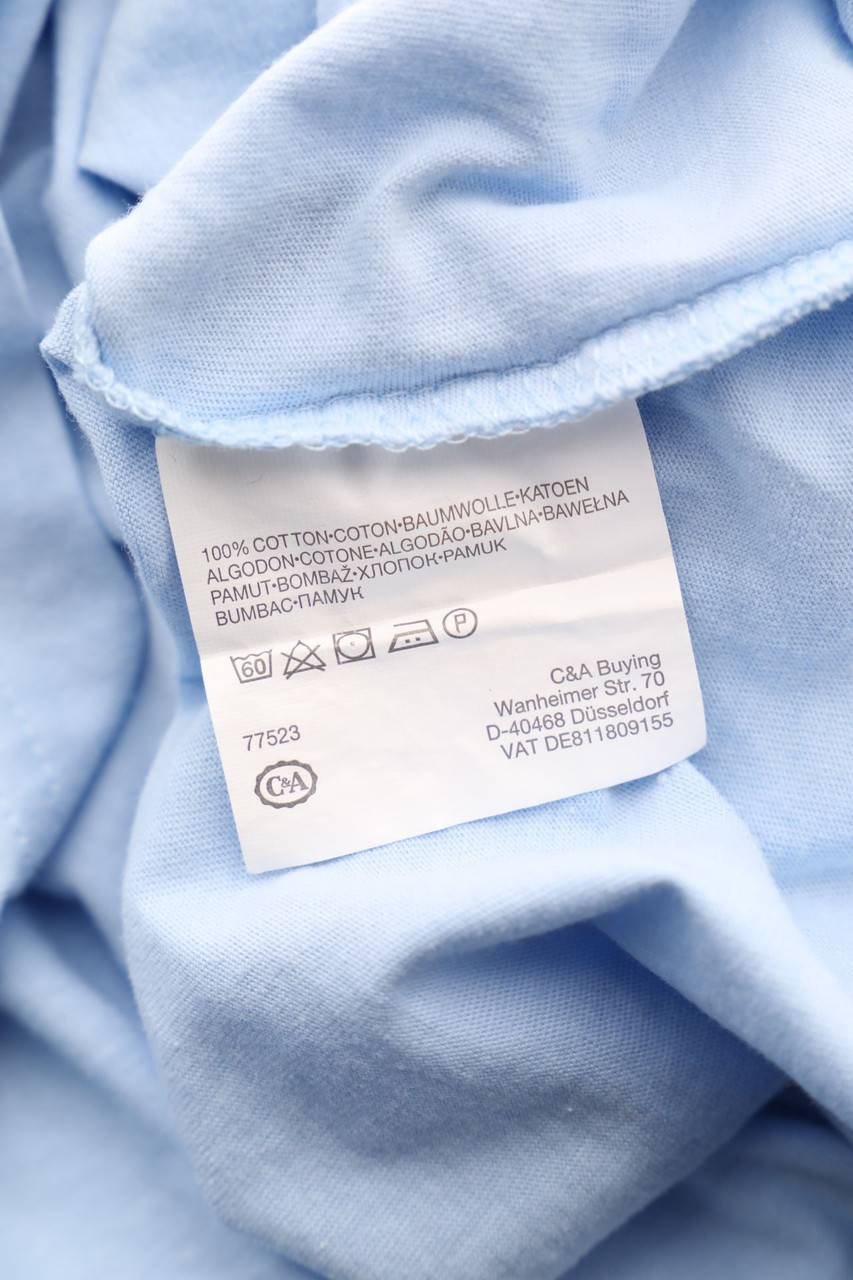 100% COTTON•COTON•BAUMWOLLE•KATOEN
ALGODON•COTONE•ALGODÃO•BAVLNA•BAWEŁNA
PAMUT•BOMBAŽ•ХЛОПОК•PAMUK
BUMBAC•ПАМУК
60
P
C&A Buying
Wanheimer Str. 70
D-40468 Düsseldorf
VAT DE811809155
77523
C&A